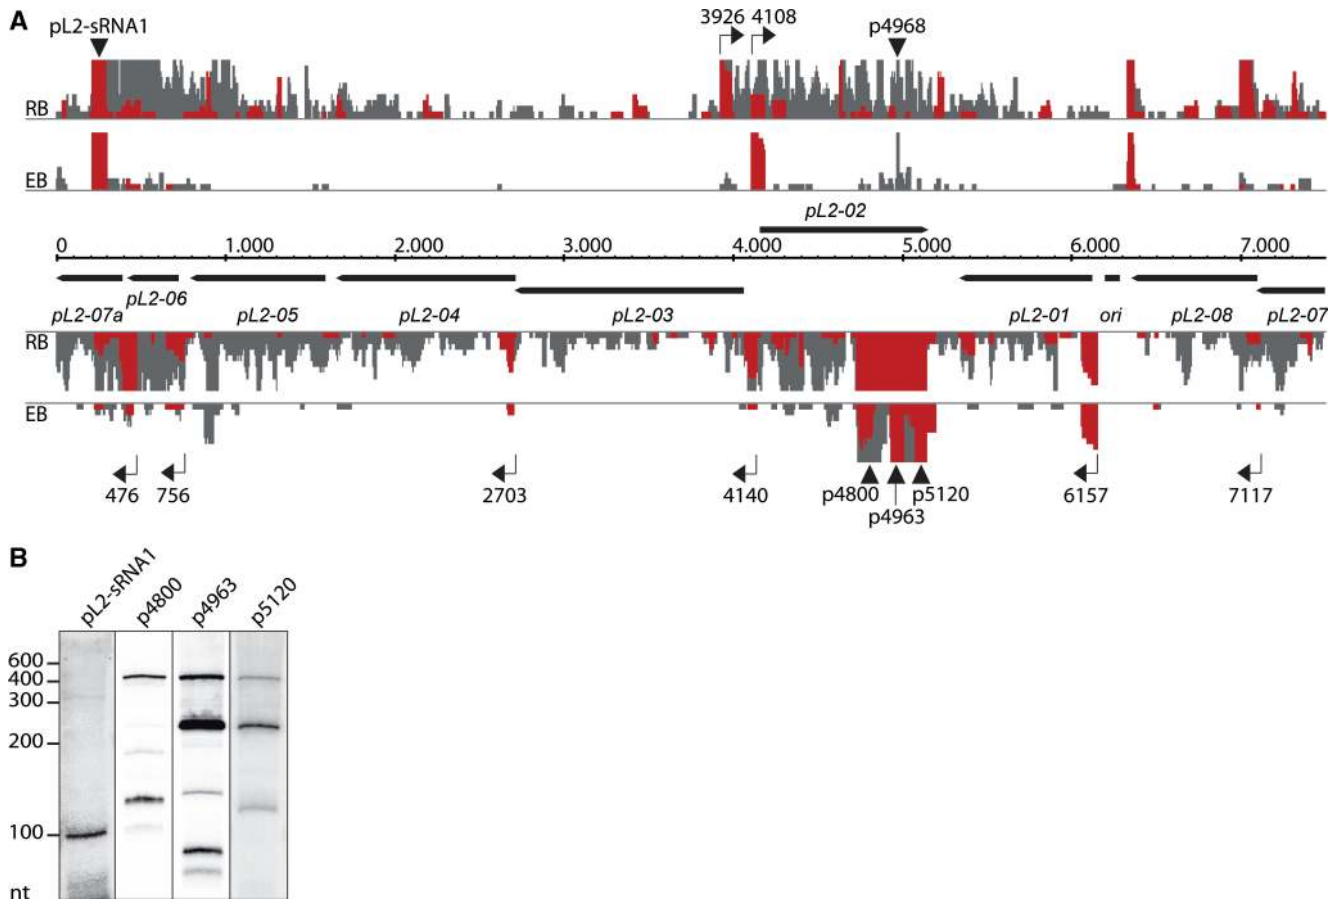 A
pL2-sRNA1
3926 4108
p4968
RB
EB
pL2-02
0 1.000 2.000 3.000 4.000 5.000 6.000 7.000
pL2-06
pL2-07a pL2-05 pL2-04 pL2-03 pL2-01 ori pL2-08 pL2-07
RB
EB
476 756 2703 4140 p4800 p5120 6157 7117
p4963
B
pL2-sRNA1 p4800 p4963 p5120
600
400
300
200
100
nt